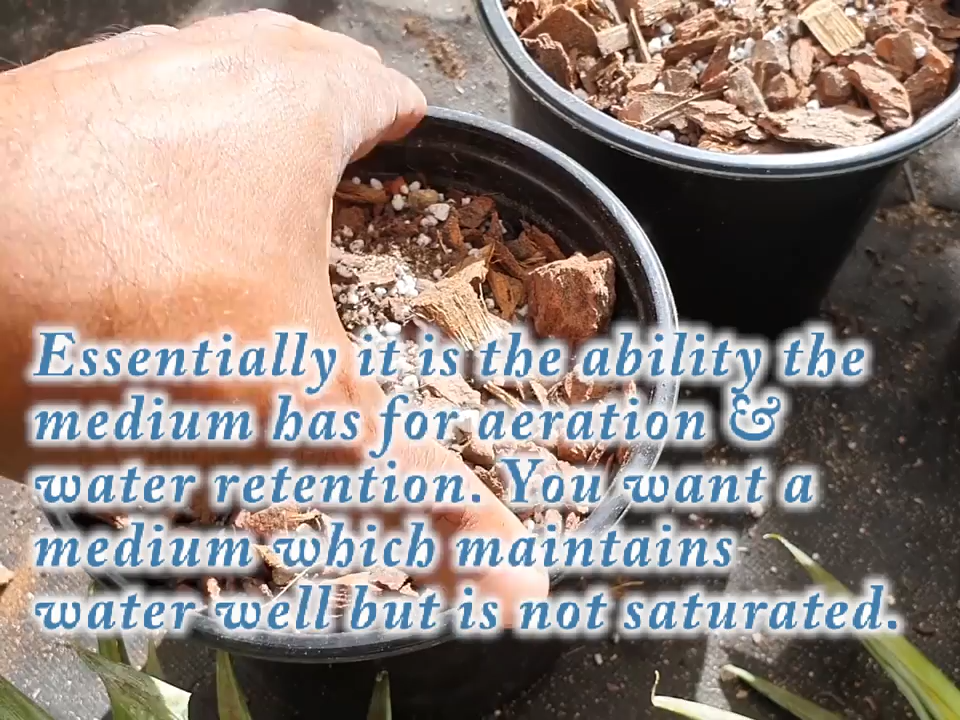 Essentially it is the ability the
medium has for aeration &
water retention. You want a
medium which maintains
water well but is not saturated.